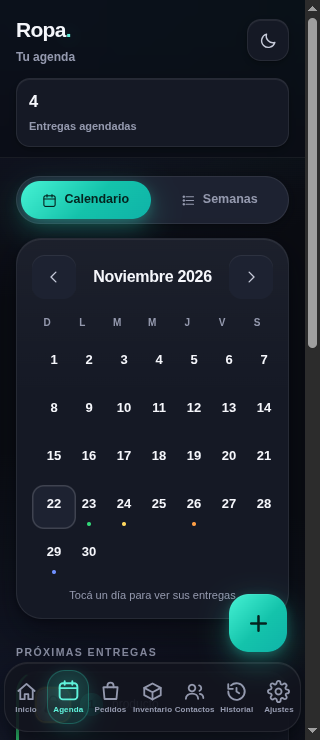 Ropa.
Tu agenda
4
Entregas agendadas
Calendario
Semanas
Noviembre 2026
D L M M J V S
1 2 3 4 5 6 7
8 9 10 11 12 13 14
15 16 17 18 19 20 21
22 23 24 25 26 27 28
29 30
Tocá un día para ver sus entregas
+
PRÓXIMAS ENTREGAS
Inicio Agenda Pedidos Inventario Contactos Historial Ajustes